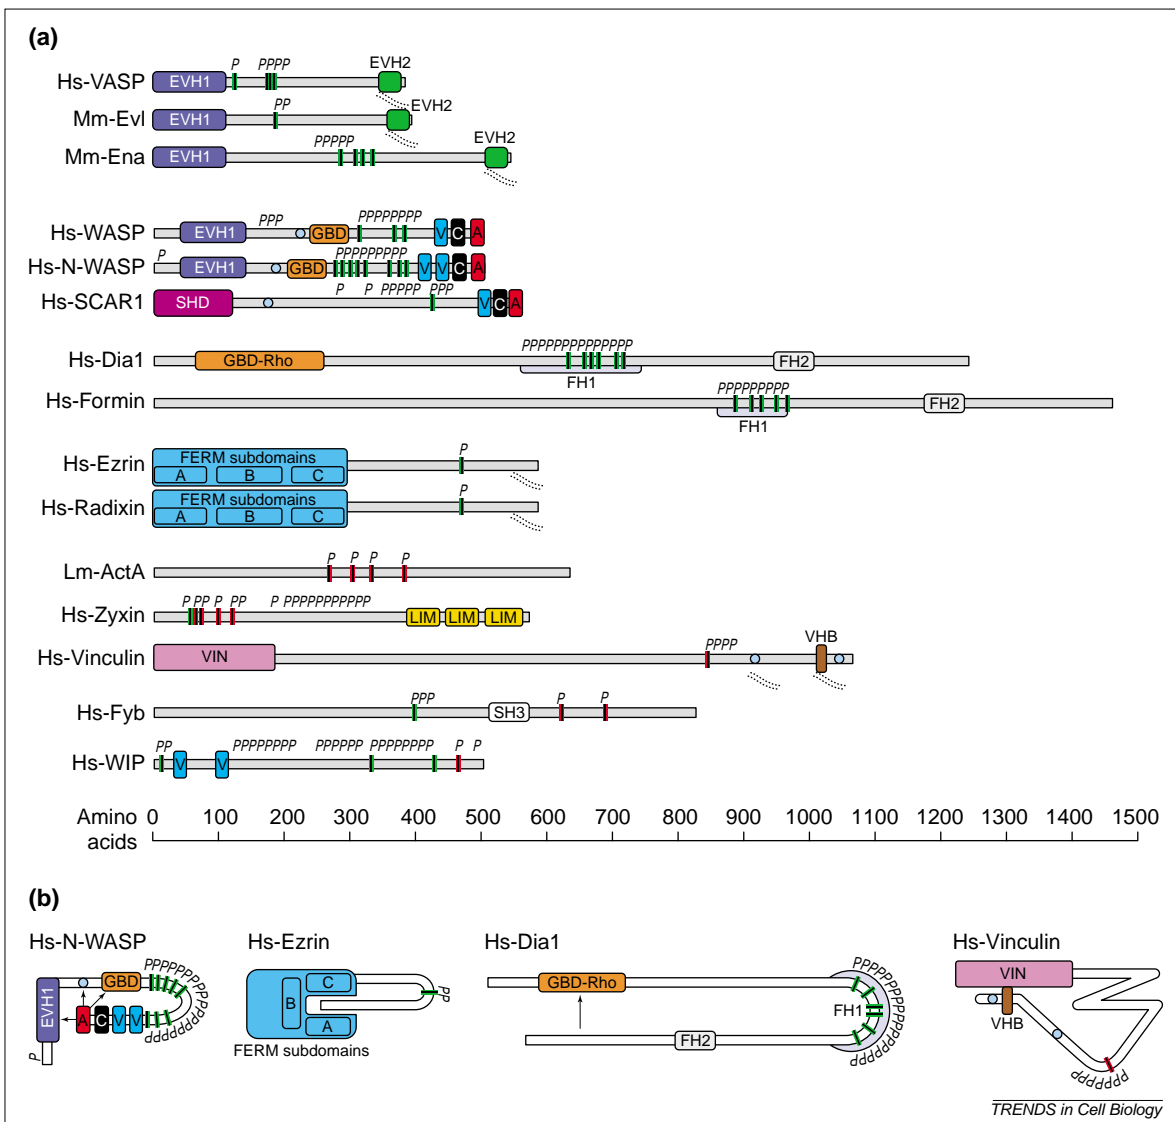 (a)
P PPPP EVH2
Hs-VASP EVH1
PP EVH2
Mm-Evl EVH1
PPPPP EVH2
Mm-Ena EVH1
PPP PPPPPPPP
Hs-WASP EVH1 GBD V C A
P PPPPPPPPP
Hs-N-WASP EVH1 GBD V V C A
P P PPPPP PPP
Hs-SCAR1 SHD V C A
PPPPPPPPPPPPPP
Hs-Dia1 GBD-Rho FH2
FH1
PPPPPPPPP
Hs-Formin FH2
FH1
P
Hs-Ezrin FERM subdomains
A B C
P
Hs-Radixin FERM subdomains
A B C
P P P P
Lm-ActA
P PP P PP P PPPPPPPPPPP
Hs-Zyxin LIM LIM LIM
PPPP VHB
Hs-Vinculin VIN
PPP P P
Hs-Fyb SH3
PP PPPPPPPP PPPPPP PPPPPPPP P P
Hs-WIP V V
Amino acids 0 100 200 300 400 500 600 700 800 900 1000 1100 1200 1300 1400 1500
(b)
Hs-N-WASP Hs-Ezrin Hs-Dia1 Hs-Vinculin
EVH1 GBD
A C V V
P
C
B
A
PP
FERM subdomains
GBD-Rho
FH1
FH2
VIN
VHB
PPPPPP
TRENDS in Cell Biology